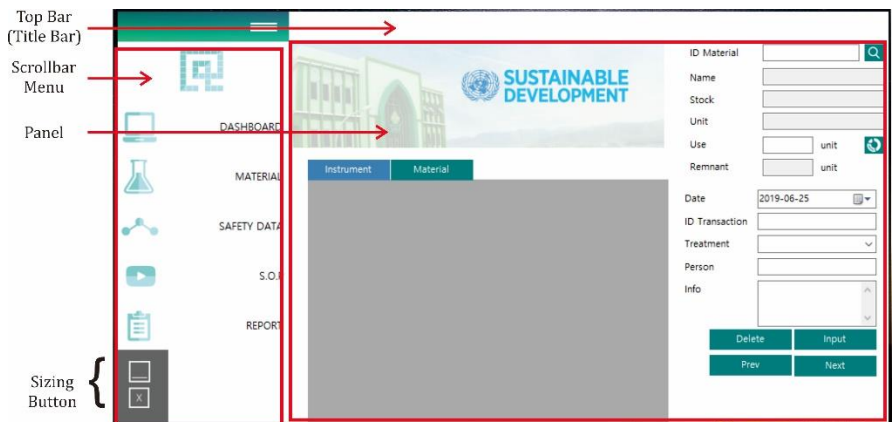 Top Bar
(Title Bar)
Scrollbar
Menu
Panel
Sizing
Button
DASHBOARD
MATERIAL
SAFETY DATA
S.O.P
REPORT
X
SUSTAINABLE
DEVELOPMENT
Instrument Material
ID Material
Name
Stock
Unit
Use unit
Remnant unit
Date 2019-06-25
ID Transaction
Treatment
Person
Info
Delete Input
Prev Next